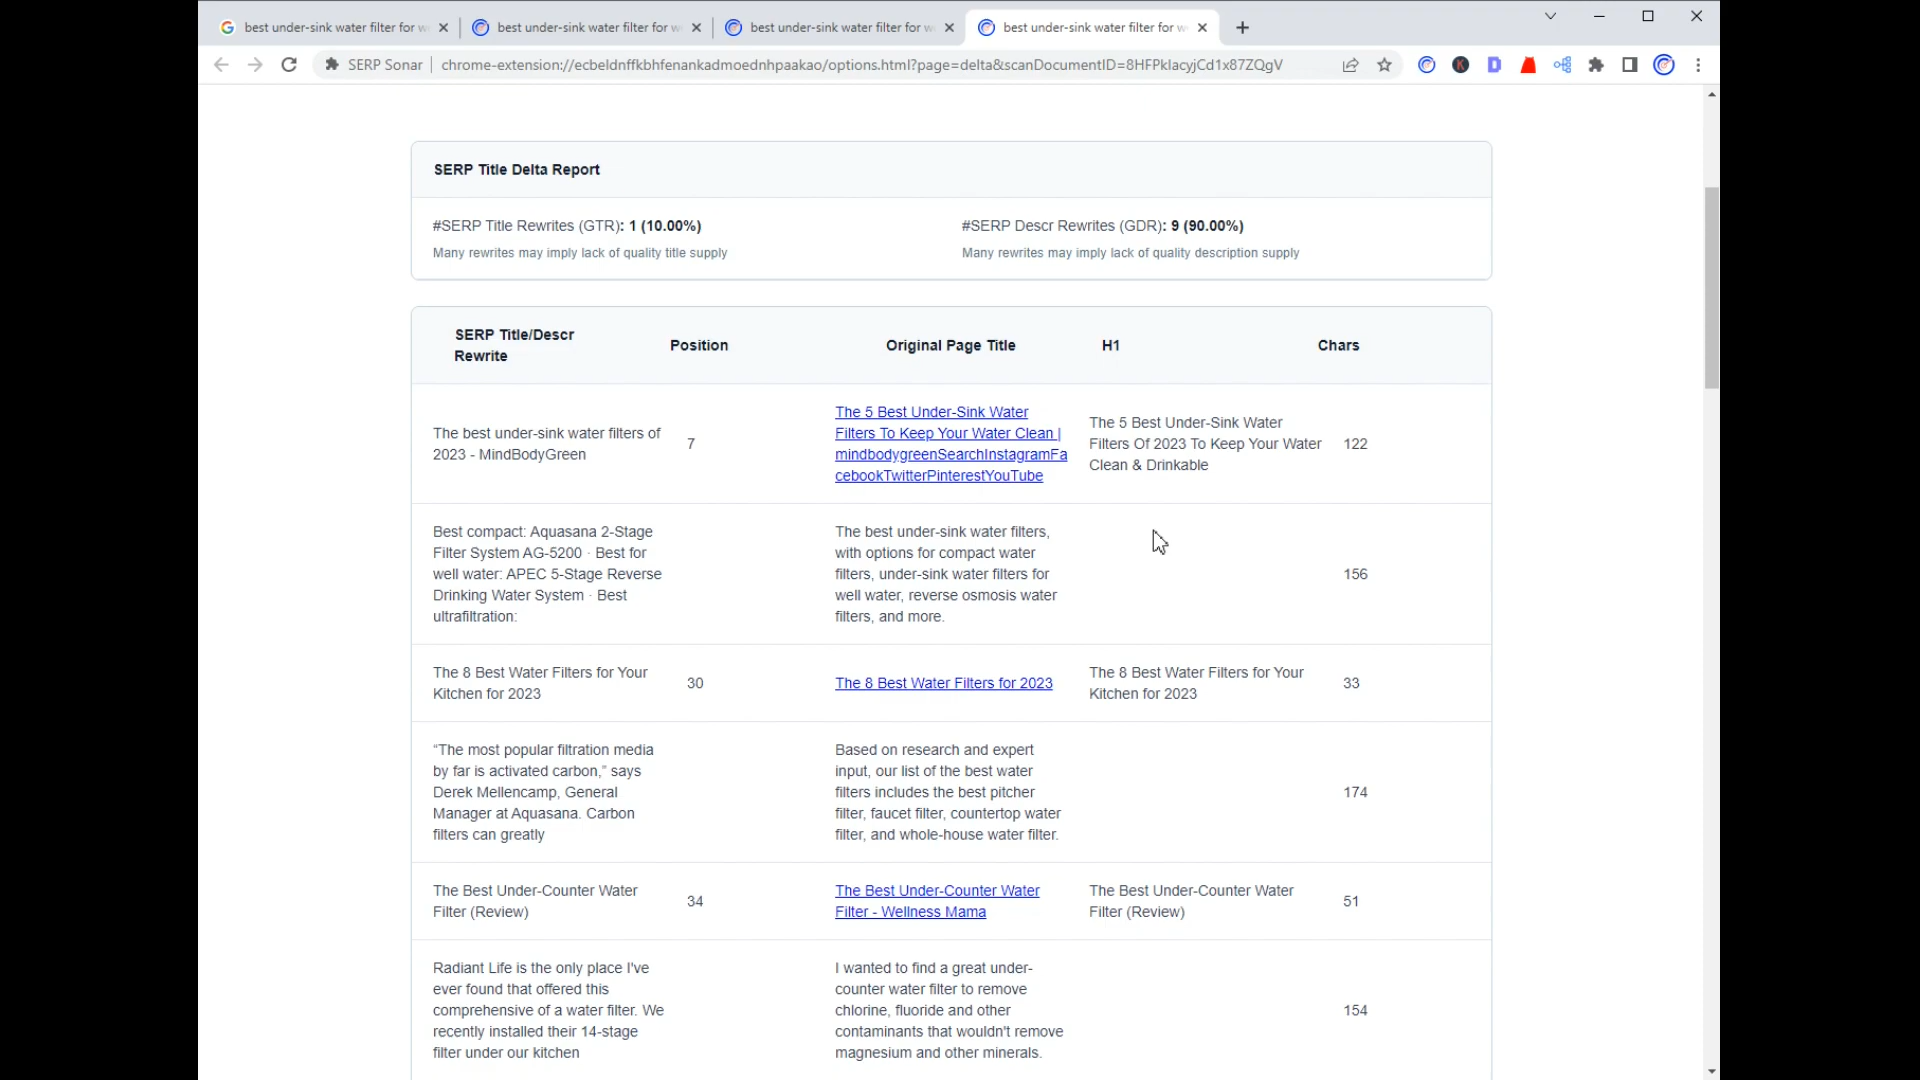 best under-sink water filter for w
best under-sink water filter for w
best under-sink water filter for w
best under-sink water filter for w
SERP Sonar
chrome-extension://ecbeldnffkbhfenankadmoednhpaakao/options.html?page=delta&scanDocumentID=8HFPklacyjCd1x87ZQgV
SERP Title Delta Report
#SERP Title Rewrites (GTR): 1 (10.00%)
Many rewrites may imply lack of quality title supply
#SERP Descr Rewrites (GDR): 9 (90.00%)
Many rewrites may imply lack of quality description supply
SERP Title/Descr
Rewrite
Position
Original Page Title
H1
Chars
The best under-sink water filters of
2023 - MindBodyGreen
7
The 5 Best Under-Sink Water
Filters To Keep Your Water Clean |
mindbodygreenSearchInstagramFa
cebookTwitterPinterestYouTube
The 5 Best Under-Sink Water
Filters Of 2023 To Keep Your Water
Clean & Drinkable
122
Best compact: Aquasana 2-Stage
Filter System AG-5200 · Best for
well water: APEC 5-Stage Reverse
Drinking Water System · Best
ultrafiltration:
The best under-sink water filters,
with options for compact water
filters, under-sink water filters for
well water, reverse osmosis water
filters, and more.
156
The 8 Best Water Filters for Your
Kitchen for 2023
30
The 8 Best Water Filters for 2023
The 8 Best Water Filters for Your
Kitchen for 2023
33
“The most popular filtration media
by far is activated carbon,” says
Derek Mellencamp, General
Manager at Aquasana. Carbon
filters can greatly
Based on research and expert
input, our list of the best water
filters includes the best pitcher
filter, faucet filter, countertop water
filter, and whole-house water filter.
174
The Best Under-Counter Water
Filter (Review)
34
The Best Under-Counter Water
Filter - Wellness Mama
The Best Under-Counter Water
Filter (Review)
51
Radiant Life is the only place I've
ever found that offered this
comprehensive of a water filter. We
recently installed their 14-stage
filter under our kitchen
I wanted to find a great under-
counter water filter to remove
chlorine, fluoride and other
contaminants that wouldn't remove
magnesium and other minerals.
154